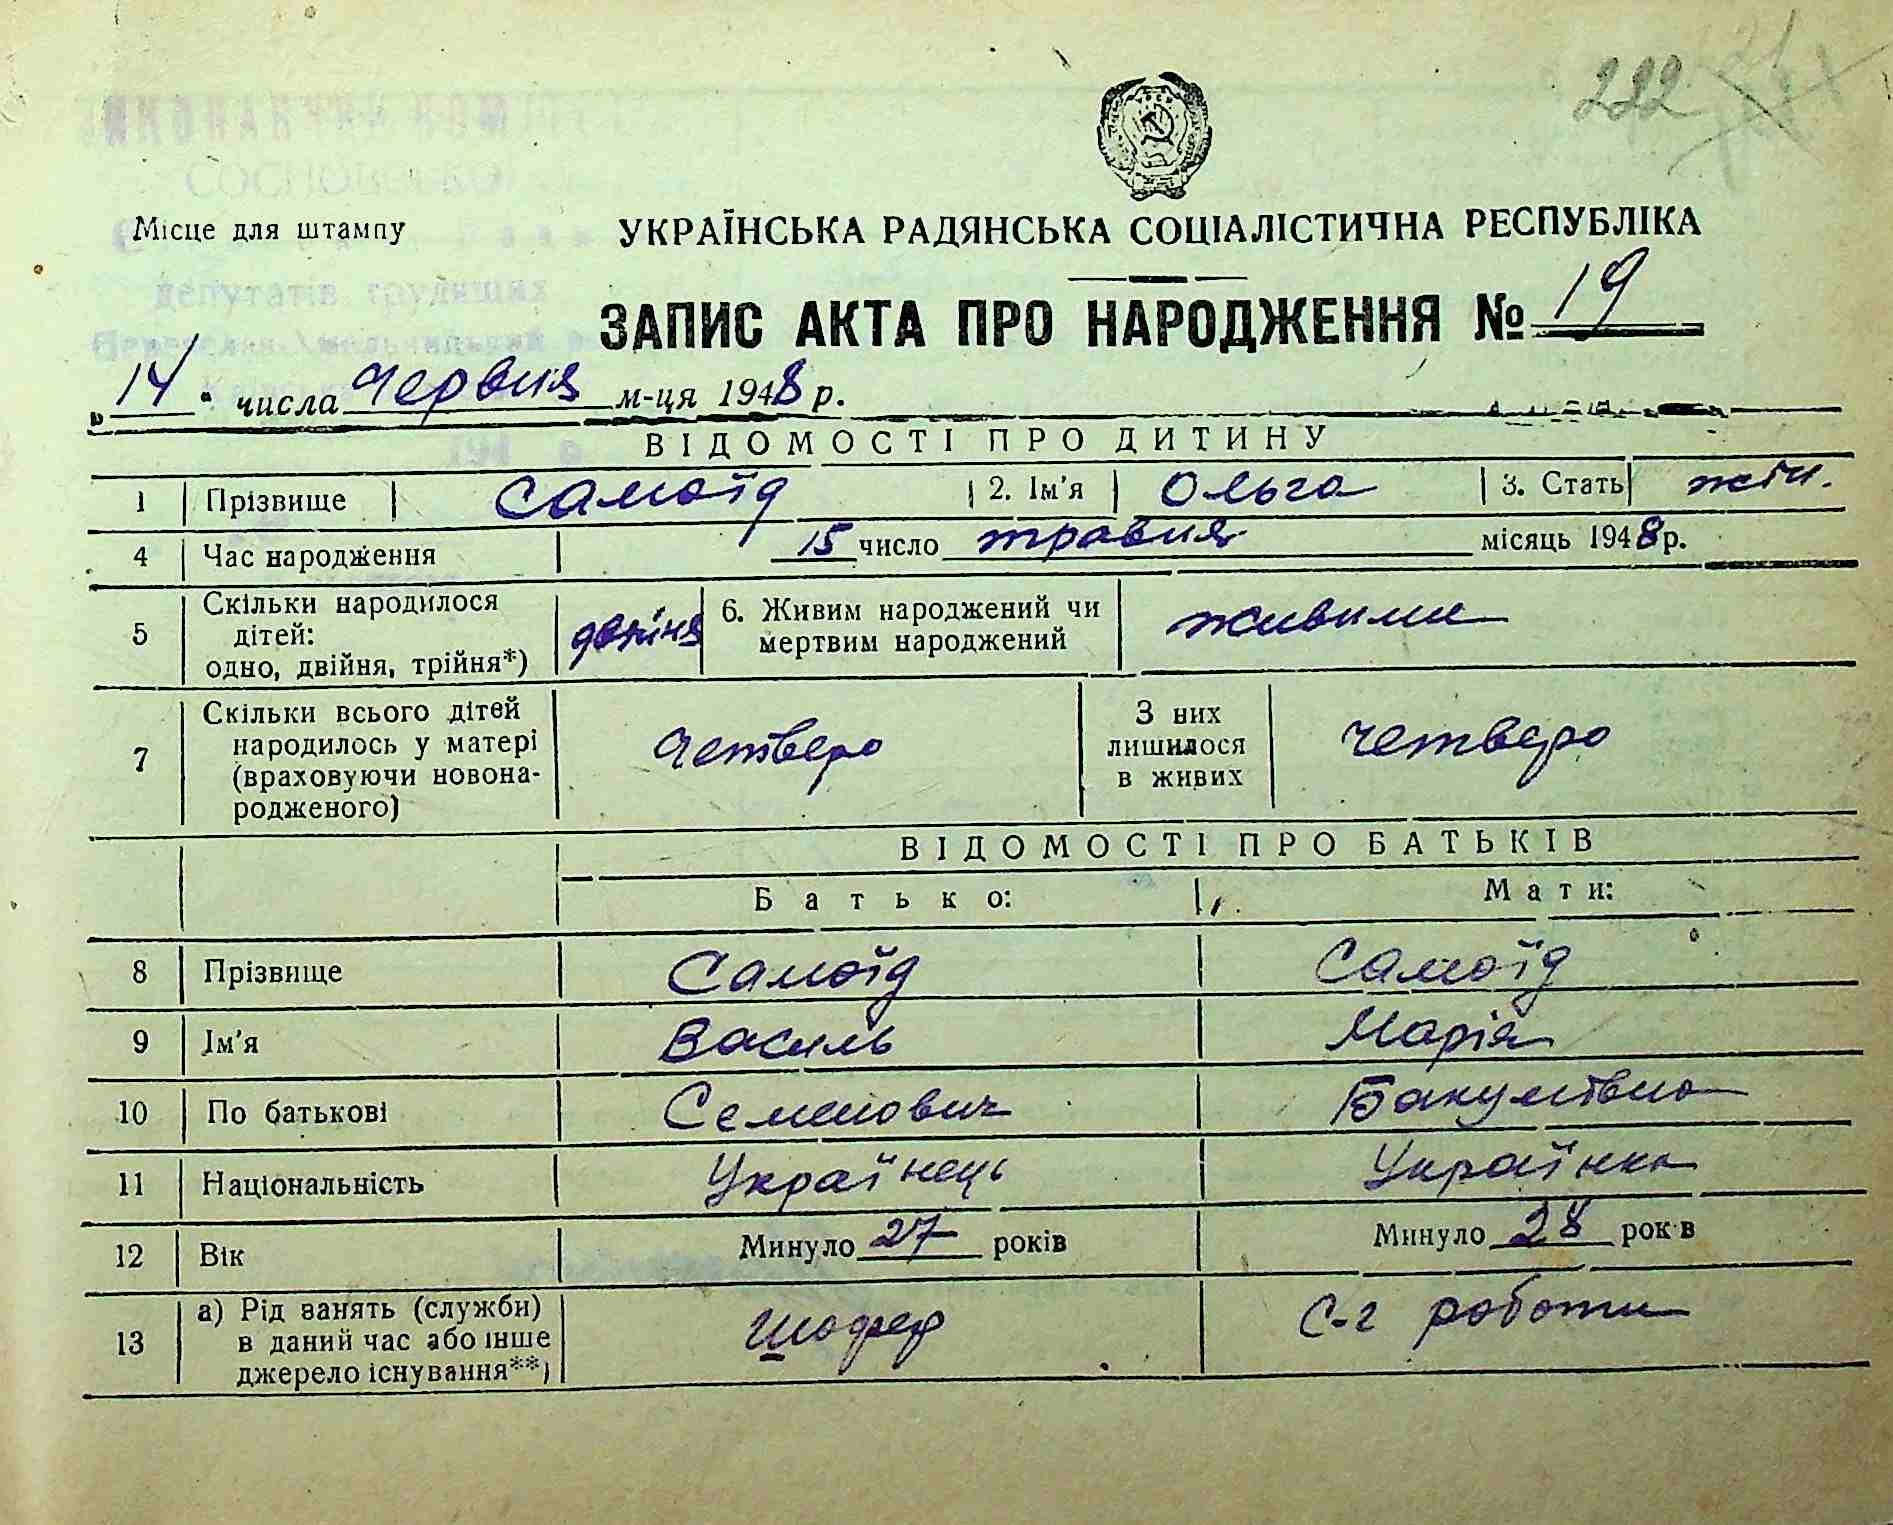 222
Місце для штампу
УКРАЇНСЬКА РАДЯНСЬКА СОЦІАЛІСТИЧНА РЕСПУБЛІКА
ЗАПИС АКТА ПРО НАРОДЖЕННЯ № 19
„14“ числа червня м-ця 1948 р.
ВІДОМОСТІ ПРО ДИТИНУ
1 Прізвище Самоїд 2. Ім'я Ольга 3. Стать жін.
4 Час народження 15 число травня місяць 1948 р.
5 Скільки народилося дітей: одно, двійня, трійня*) двійня 6. Живим народжений чи мертвим народжений живими
7 Скільки всього дітей народилось у матері (враховуючи новонародженого) четверо З них лишилося в живих четверо
ВІДОМОСТІ ПРО БАТЬКІВ
Батько: Мати:
8 Прізвище Самоїд Самоїд
9 Ім'я Василь Марія
10 По батькові Семенович Бакумівна
11 Національність Українець Українка
12 Вік Минуло 27 років Минуло 28 рок в
13 а) Рід занять (служби) в даний час або інше джерело існування**) Шофер С-г роботи
СОСНОВСЬКОЇ
депутатів трудящих